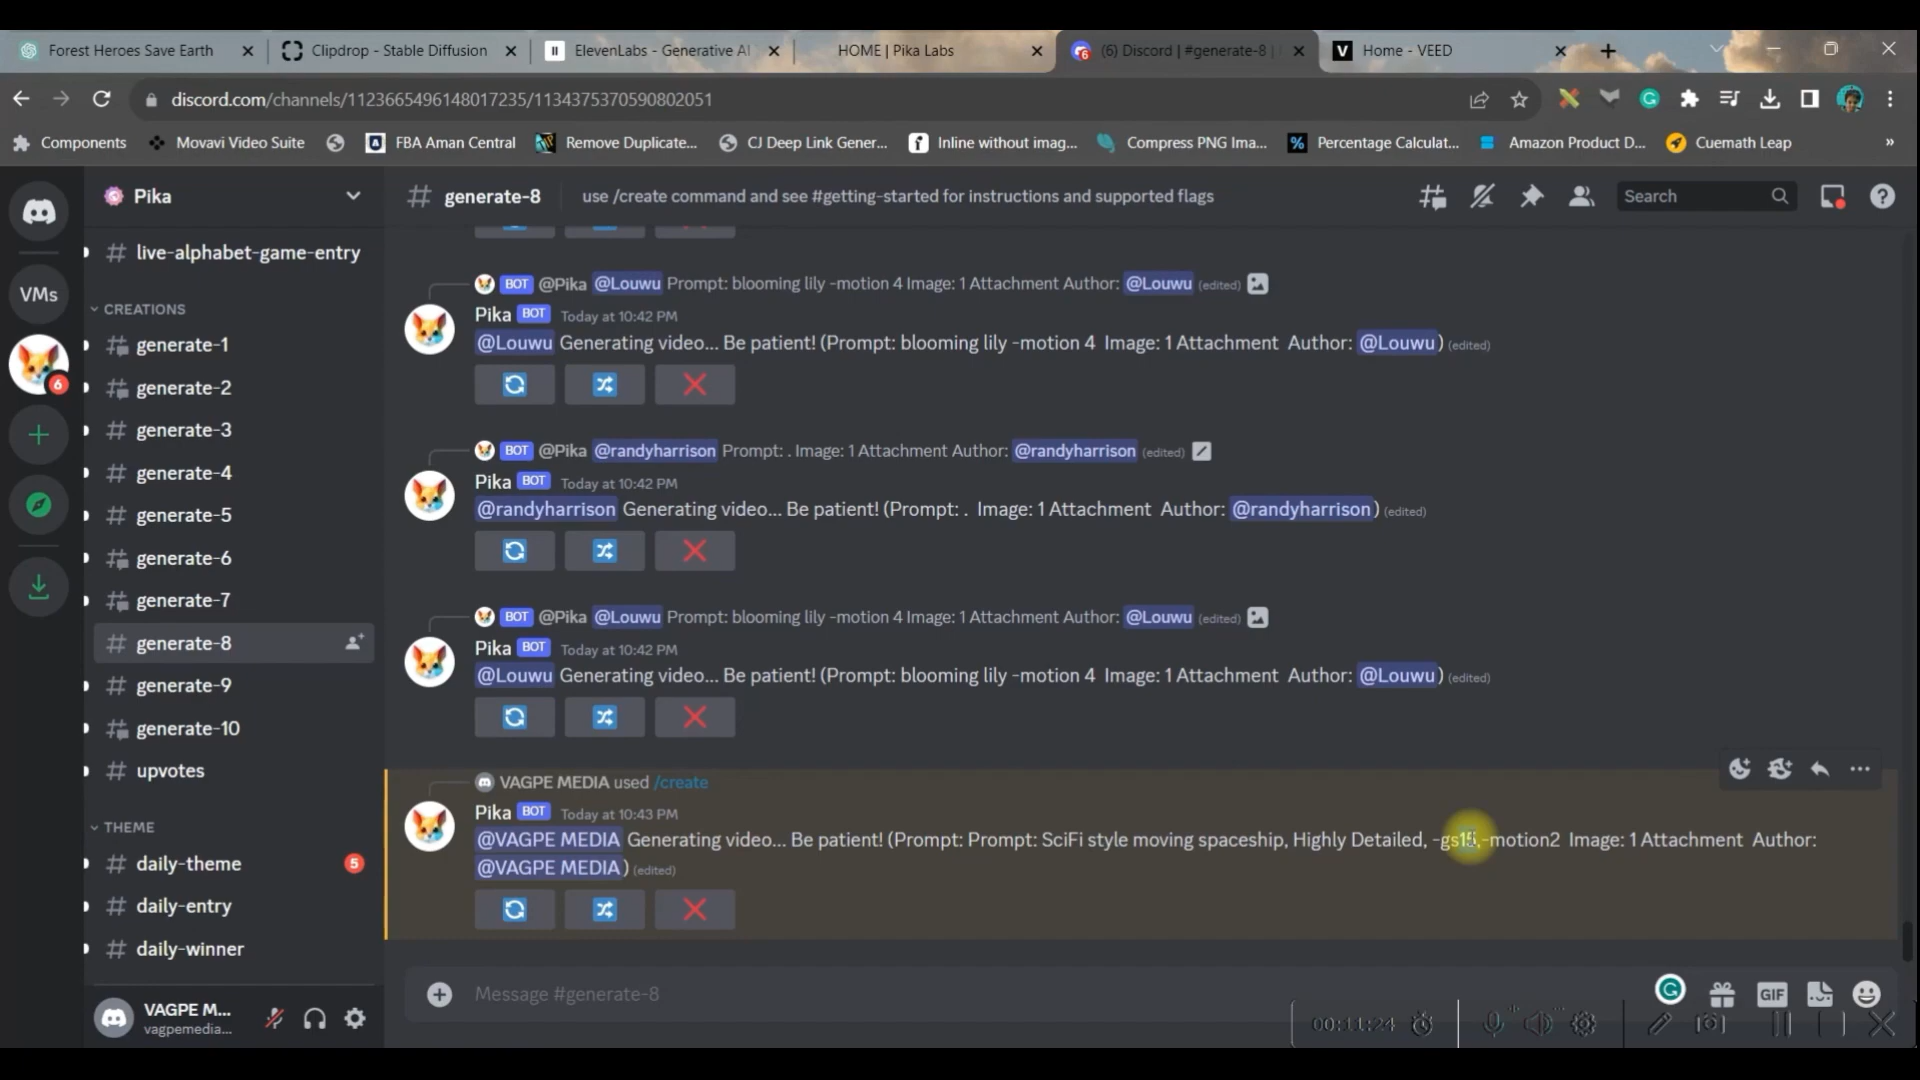 Forest Heroes Save Earth
Clipdrop - Stable Diffusion
ElevenLabs - Generative AI
HOME | Pika Labs
(6) Discord | #generate-8 |
V Home - VEED
discord.com/channels/1123665496148017235/1134375370590802051
Components
Movavi Video Suite
FBA Aman Central
Remove Duplicate...
CJ Deep Link Gener...
Inline without imag...
Compress PNG Ima...
% Percentage Calculat...
Amazon Product D...
Cuemath Leap
»
Pika
# generate-8
use /create command and see #getting-started for instructions and supported flags
Search
# live-alphabet-game-entry
CREATIONS
generate-1
generate-2
generate-3
generate-4
generate-5
generate-6
generate-7
# generate-8
# generate-9
generate-10
# upvotes
THEME
# daily-theme 5
# daily-entry
# daily-winner
VMs
6
VAGPE M...
vagpemedia...
BOT @Pika @Louwu Prompt: blooming lily -motion 4 Image: 1 Attachment Author: @Louwu (edited)
Pika BOT Today at 10:42 PM
@Louwu Generating video... Be patient! (Prompt: blooming lily -motion 4 Image: 1 Attachment Author: @Louwu) (edited)
BOT @Pika @randyharrison Prompt: . Image: 1 Attachment Author: @randyharrison (edited)
Pika BOT Today at 10:42 PM
@randyharrison Generating video... Be patient! (Prompt: . Image: 1 Attachment Author: @randyharrison) (edited)
BOT @Pika @Louwu Prompt: blooming lily -motion 4 Image: 1 Attachment Author: @Louwu (edited)
Pika BOT Today at 10:42 PM
@Louwu Generating video... Be patient! (Prompt: blooming lily -motion 4 Image: 1 Attachment Author: @Louwu) (edited)
VAGPE MEDIA used /create
Pika BOT Today at 10:43 PM
@VAGPE MEDIA Generating video... Be patient! (Prompt: Prompt: SciFi style moving spaceship, Highly Detailed, -gs15,-motion2 Image: 1 Attachment Author:
@VAGPE MEDIA) (edited)
Message #generate-8
GIF
00:11:24